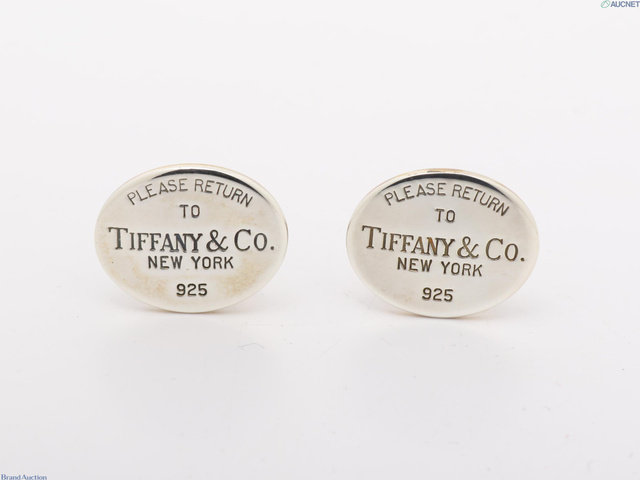 AUCNET
PLEASE RETURN
TO
TIFFANY & CO.
NEW YORK
925
PLEASE RETURN
TO
TIFFANY & CO.
NEW YORK
925
Brand Auction